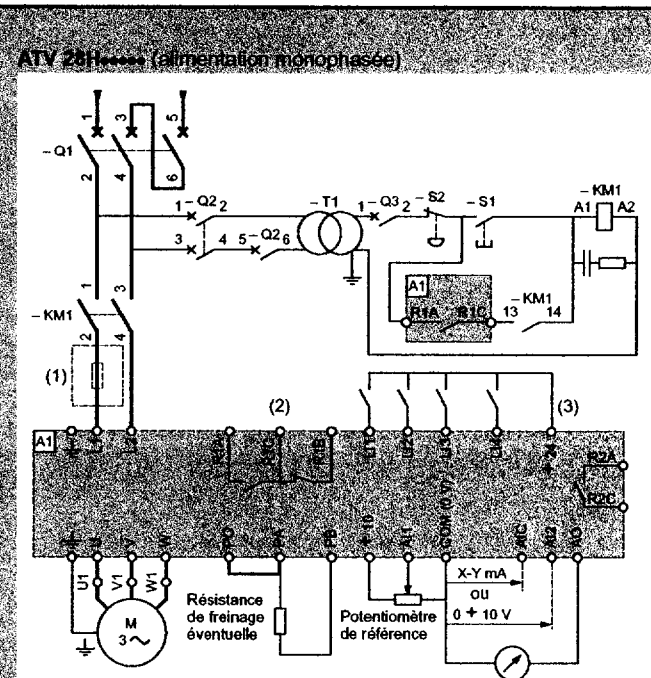 ATV 28H••••• (alimentation monophasée)
1 3 5
– Q1
2 4 6
1 – Q2 2
– T1
1 – Q3 2
– S2
– S1
– KM1
A1 A2
3 4 5 – Q2 6
A1
R1A R1C
– KM1
13 14
1 3
– KM1
2 4
(1)
(2)
(3)
A1
L1 L2
R1A R1C R1B
LI1 LI2 LI3 LI4 + 24
R2A
R2C
U V W
PO PA PB
+ 10 AI1 COM (0 V) AIC AI2 AO
U1 V1 W1
X-Y mA
ou
0 + 10 V
M
3 ~
Résistance
de freinage
éventuelle
Potentiomètre
de référence